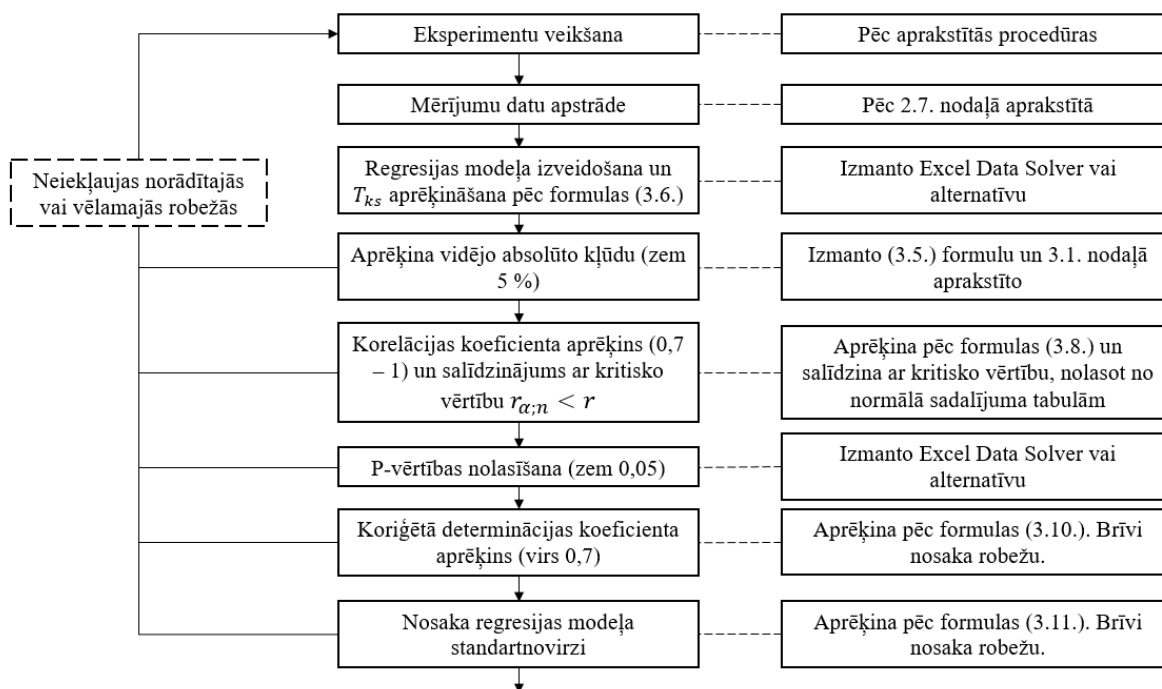 Eksperimentu veikšana
Pēc aprakstītās procedūras
Mērījumu datu apstrāde
Pēc 2.7. nodaļā aprakstītā
Neiekļaujas norādītajās
vai vēlamajās robežās
Regresijas modeļa izveidošana un
T_{ks} aprēķināšana pēc formulas (3.6.)
Izmanto Excel Data Solver vai
alternatīvu
Aprēķina vidējo absolūto kļūdu (zem
5 %)
Izmanto (3.5.) formulu un 3.1. nodaļā
aprakstīto
Korelācijas koeficienta aprēķins (0,7
– 1) un salīdzinājums ar kritisko
vērtību r_{α;n} < r
Aprēķina pēc formulas (3.8.) un
salīdzina ar kritisko vērtību, nolasot no
normālā sadalījuma tabulām
P-vērtības nolasīšana (zem 0,05)
Izmanto Excel Data Solver vai
alternatīvu
Koriģētā determinācijas koeficienta
aprēķins (virs 0,7)
Aprēķina pēc formulas (3.10.). Brīvi
nosaka robežu.
Nosaka regresijas modeļa
standartnovirzi
Aprēķina pēc formulas (3.11.). Brīvi
nosaka robežu.